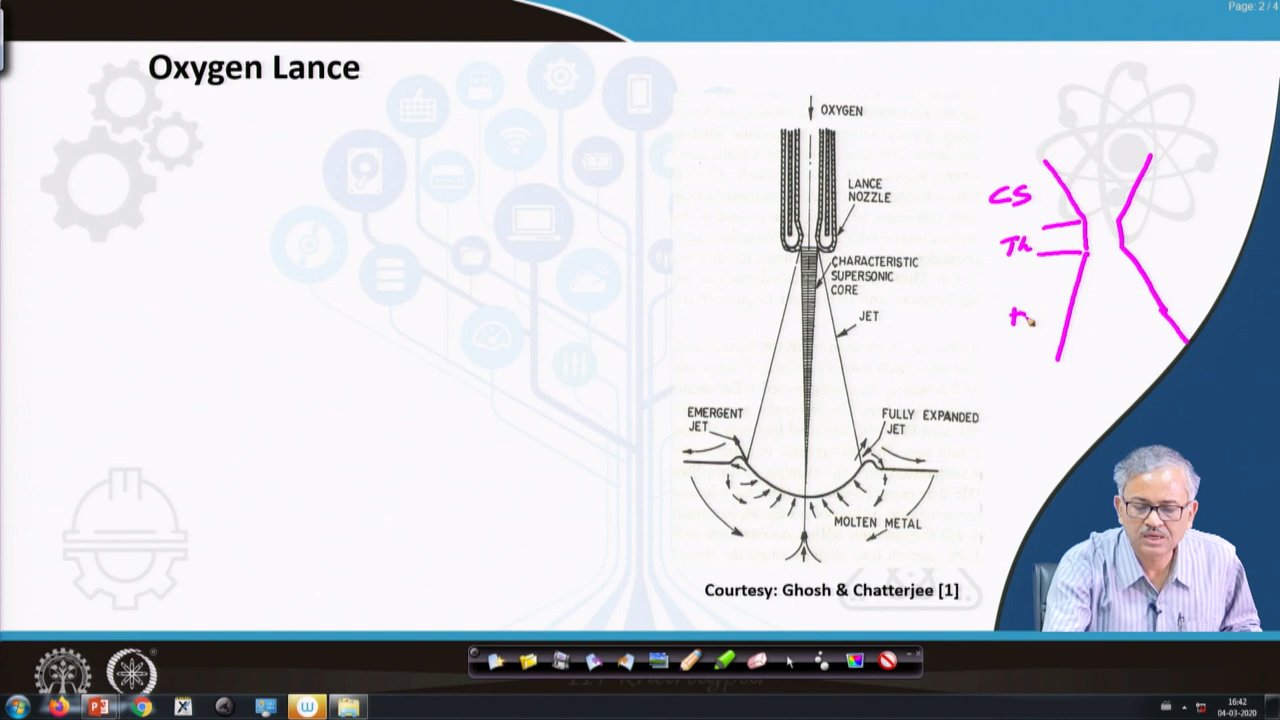 Page: 2 / 4
Oxygen Lance
OXYGEN
LANCE
NOZZLE
CHARACTERISTIC
SUPERSONIC
CORE
JET
EMERGENT
JET
FULLY EXPANDED
JET
MOLTEN METAL
Courtesy: Ghosh & Chatterjee [1]
CS
Th
16:42
04-03-2020